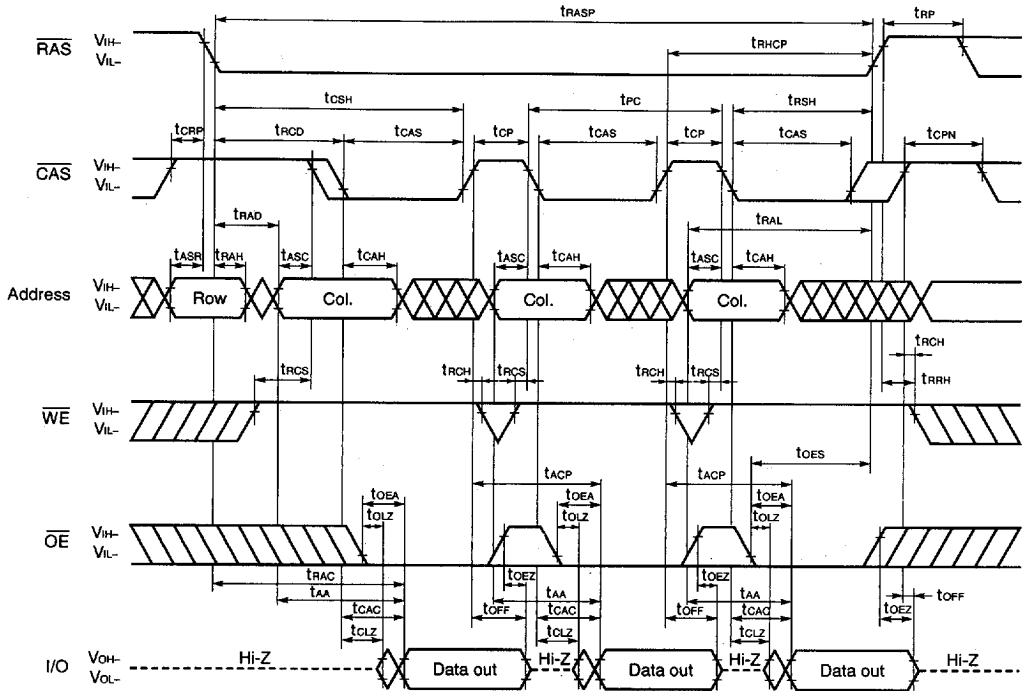 tRASP tRP
tRHCP
RAS VIH– VIL–
tCSH tPC tRSH
tCRP tRCD tCAS tCP tCAS tCP tCAS tCPN
CAS VIH– VIL–
tRAD tRAL
tASR tRAH tASC tCAH tASC tCAH tASC tCAH
Address VIH– VIL– Row Col. Col. Col.
tRCH
tRCS tRCH tRCS tRCH tRCS tRRH
WE VIH– VIL–
tOES
tACP tACP
tOEA tOEA tOEA
tOLZ tOLZ tOLZ
OE VIH– VIL–
tRAC tOEZ tOEZ
tAA tAA tAA tOFF
tCAC tOFF tCAC tOFF tCAC tOEZ
tCLZ tCLZ tCLZ
I/O VOH– VOL– Hi-Z Data out Hi-Z Data out Hi-Z Data out Hi-Z